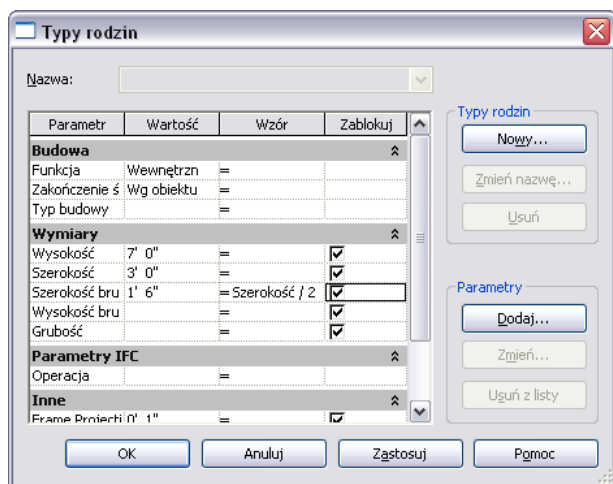 Typy rodzin
Nazwa:
Parametr Wartość Wzór Zablokuj
Budowa
Funkcja Wewnętrzn =
Zakończenie ś Wg obiektu =
Typ budowy =
Wymiary
Wysokość 7' 0" =
Szerokość 3' 0" =
Szerokość bru 1' 6" = Szerokość / 2
Wysokość bru =
Grubość =
Parametry IFC
Operacja =
Inne
Frame Projecti 0' 1" =
Typy rodzin
Nowy...
Zmień nazwę...
Usuń
Parametry
Dodaj...
Zmień...
Usuń z listy
OK Anuluj Zastosuj Pomoc